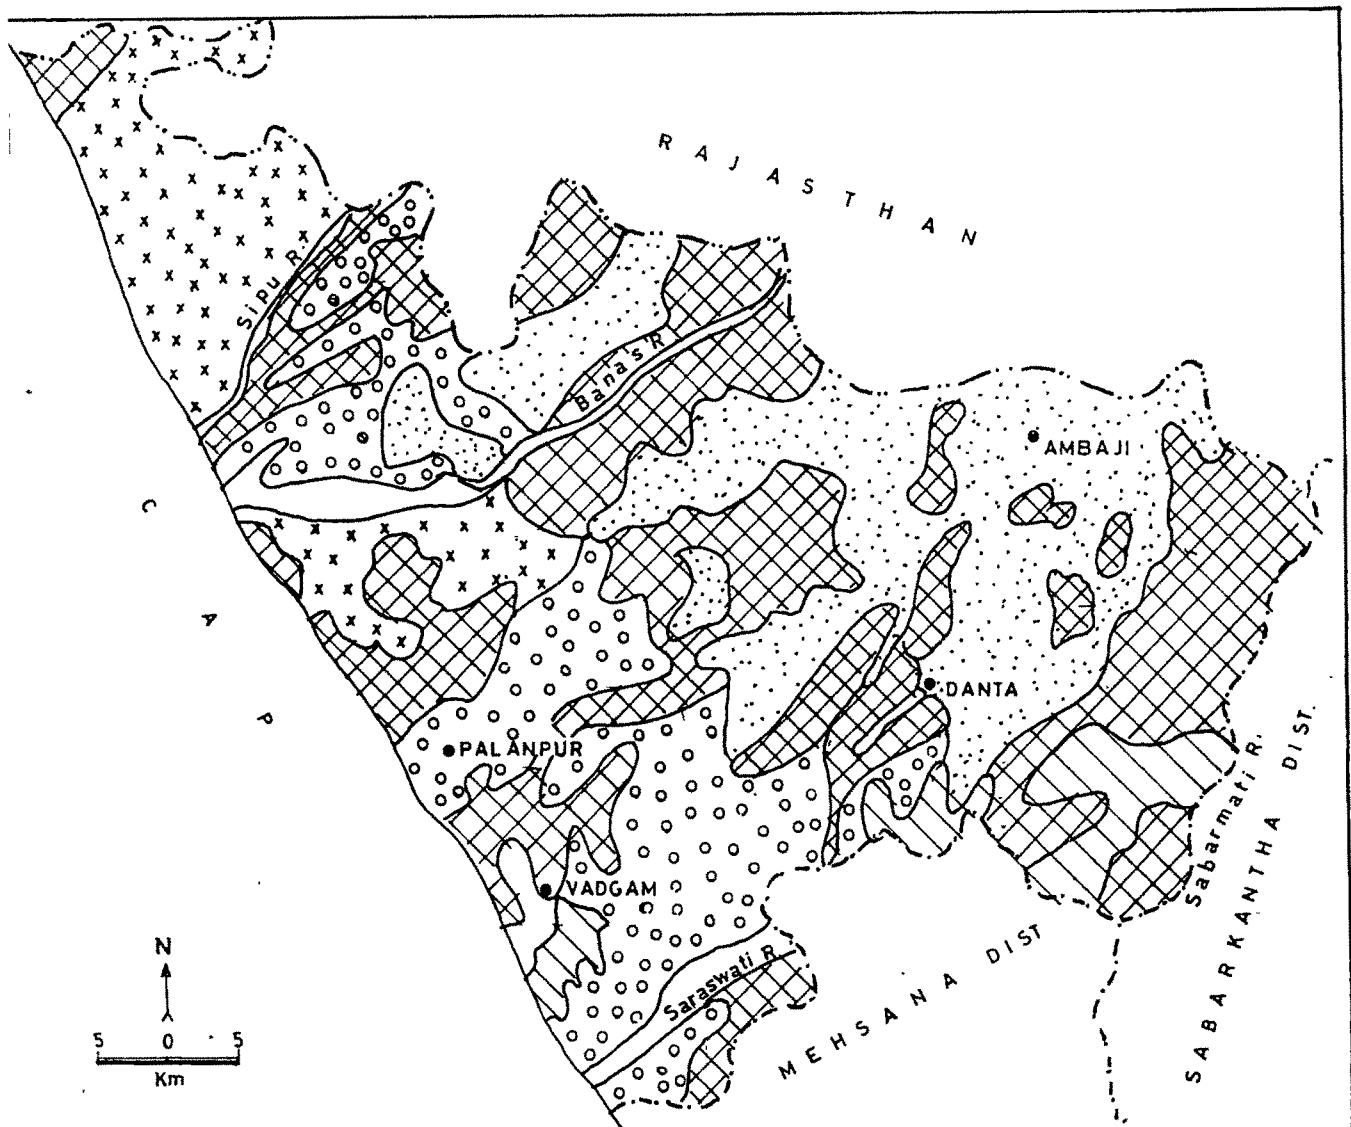 RAJASTHAN
Sipu R.
Banas R
AMBAJI
C A P
DANTA
PALANPUR
VADGAM
Sabarmati R.
SABARKANTHA DIST.
Saraswati R
MEHSANA DIST
N
5 0 5
Km